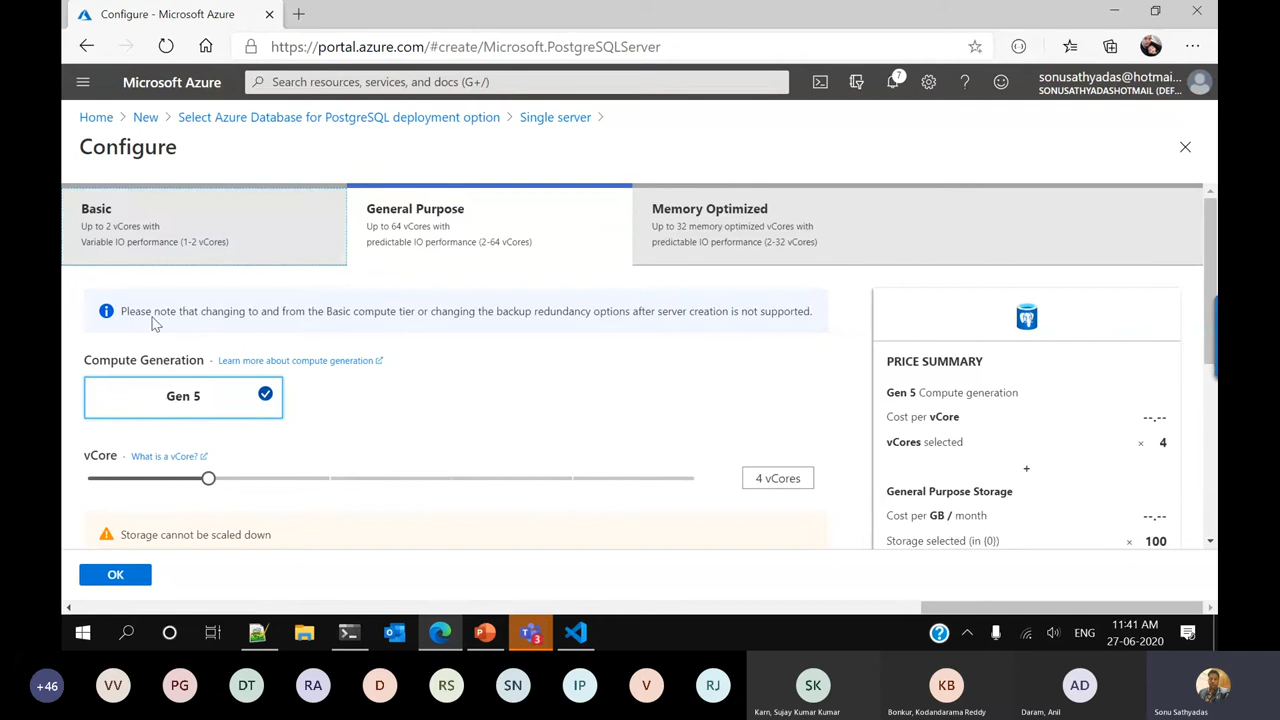 Configure - Microsoft Azure
https://portal.azure.com/#create/Microsoft.PostgreSQLServer
Microsoft Azure
Search resources, services, and docs (G+/)
7
sonusathyadas@hotmai...
SONUSATHYADASHOTMAIL (DEF...
Home > New > Select Azure Database for PostgreSQL deployment option > Single server >
Configure
Basic
Up to 2 vCores with
Variable IO performance (1-2 vCores)
General Purpose
Up to 64 vCores with
predictable IO performance (2-64 vCores)
Memory Optimized
Up to 32 memory optimized vCores with
predictable IO performance (2-32 vCores)
Please note that changing to and from the Basic compute tier or changing the backup redundancy options after server creation is not supported.
Compute Generation - Learn more about compute generation
Gen 5
vCore - What is a vCore?
4 vCores
Storage cannot be scaled down
PRICE SUMMARY
Gen 5 Compute generation
Cost per vCore --.--
vCores selected × 4
+
General Purpose Storage
Cost per GB / month --.--
Storage selected (in (0)) × 100
OK
3
ENG
11:41 AM
27-06-2020
+46
VV
PG
DT
RA
D
RS
SN
IP
V
RJ
SK
Karn, Sujay Kumar Kumar
KB
Bonkur, Kodandarama Reddy
AD
Daram, Anil
Sonu Sathyadas